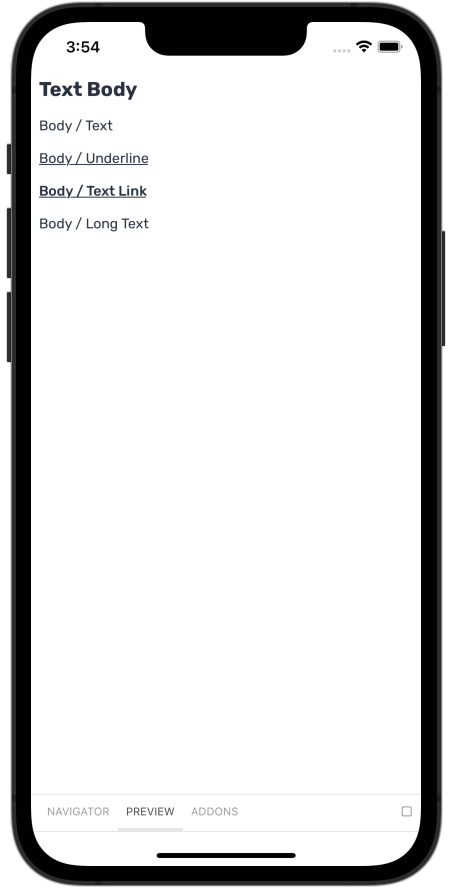 3:54
Text Body
Body / Text
Body / Underline
Body / Text Link
Body / Long Text
NAVIGATOR PREVIEW ADDONS